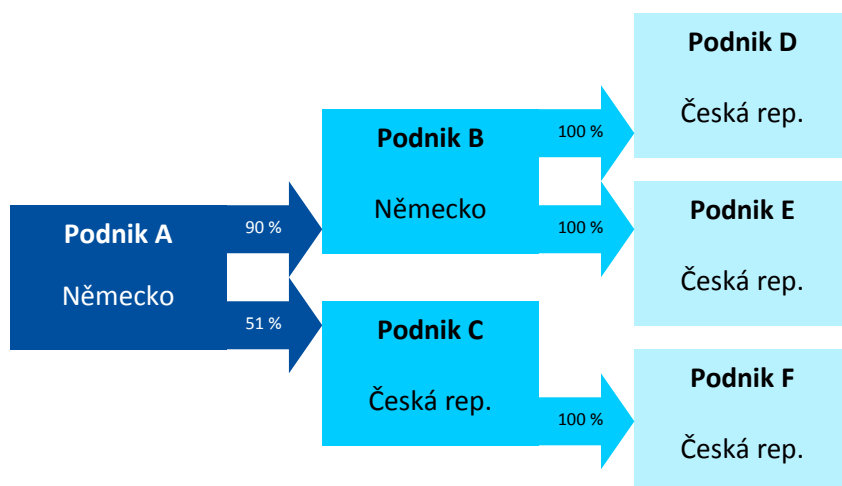 Podnik A
Německo
90 %
51 %
Podnik B
Německo
100 %
100 %
Podnik C
Česká rep.
100 %
Podnik D
Česká rep.
Podnik E
Česká rep.
Podnik F
Česká rep.